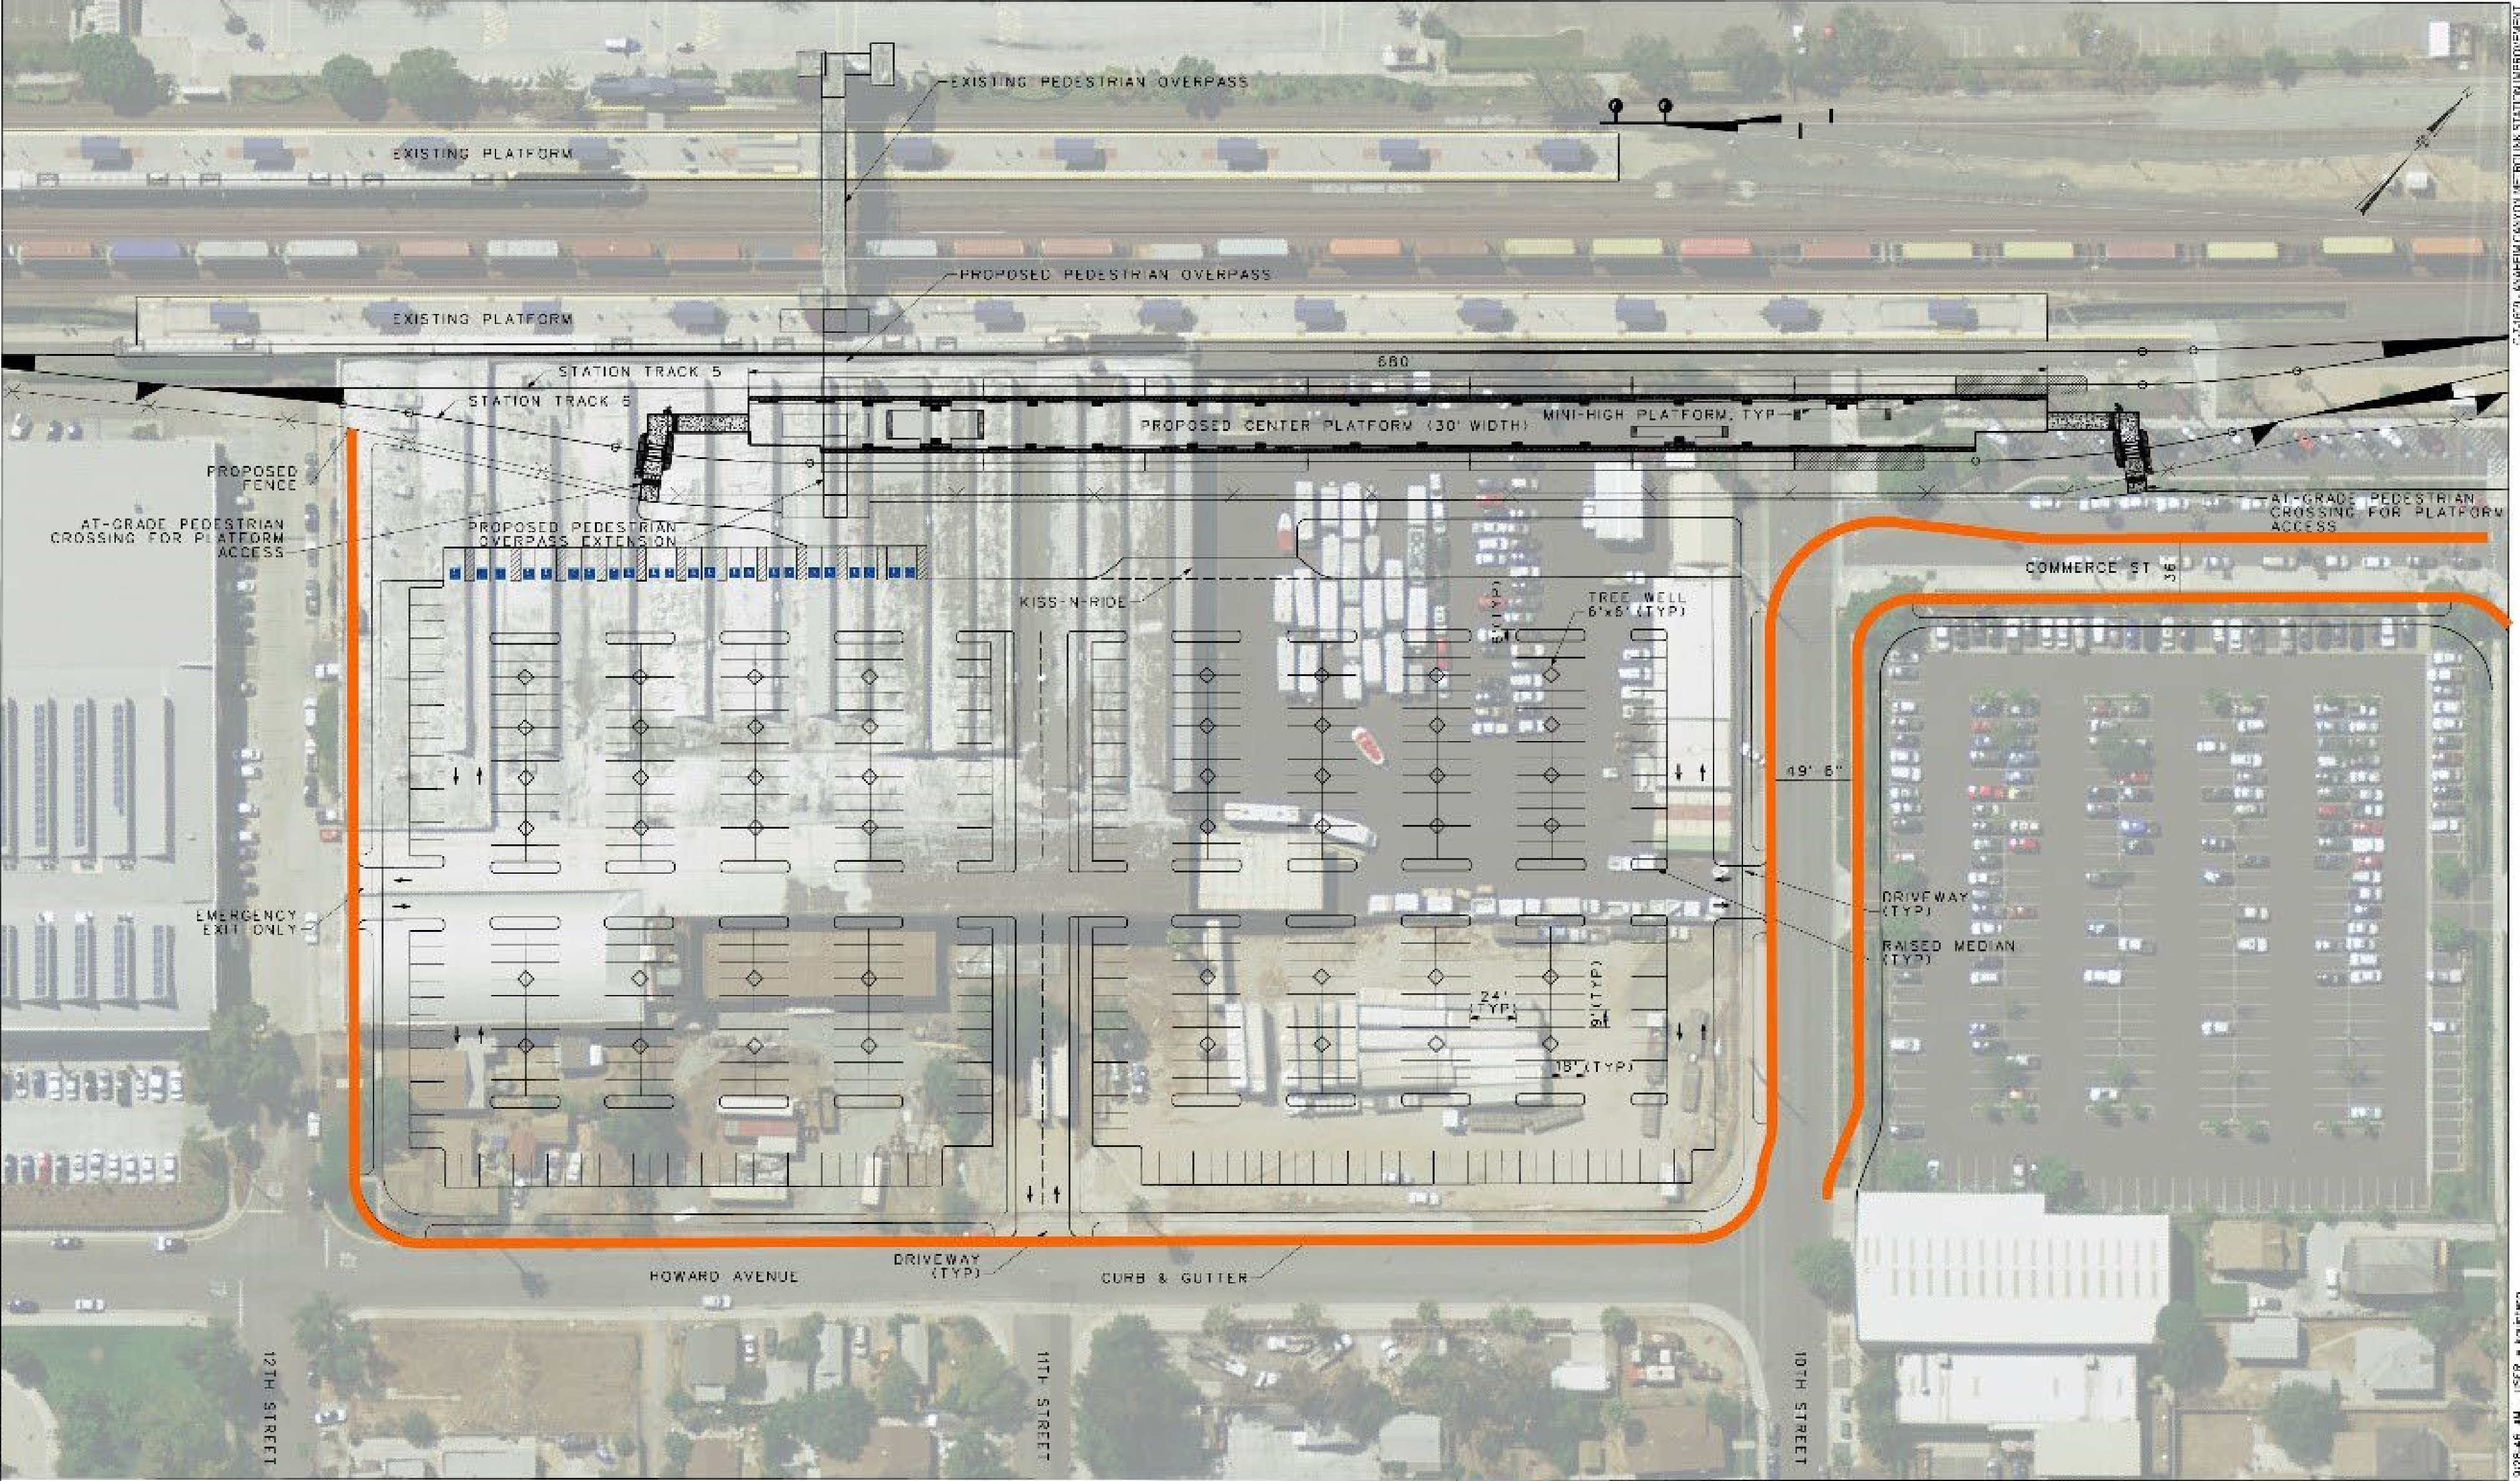 EXISTING PEDESTRIAN OVERPASS
EXISTING PLATFORM
PROPOSED PEDESTRIAN OVERPASS
EXISTING PLATFORM
680
STATION TRACK 5
STATION TRACK 6
MINI-HIGH PLATFORM, TYP
PROPOSED CENTER PLATFORM (30' WIDTH)
PROPOSED
FENCE
AT-GRADE PEDESTRIAN
CROSSING FOR PLATFORM
ACCESS
PROPOSED PEDESTRIAN
OVERPASS EXTENSION
AT-GRADE PEDESTRIAN
CROSSING FOR PLATFORM
ACCESS
COMMERCE ST
36'
KISS-N-RIDE
(TYP)
TREE WELL
6'x6' (TYP)
49' 6"
DRIVEWAY
(TYP)
EMERGENCY
EXIT ONLY
RAISED MEDIAN
(TYP)
24'
(TYP)
9' (TYP)
18' (TYP)
DRIVEWAY
(TYP)
HOWARD AVENUE
CURB & GUTTER
12TH STREET
11TH STREET
10TH STREET